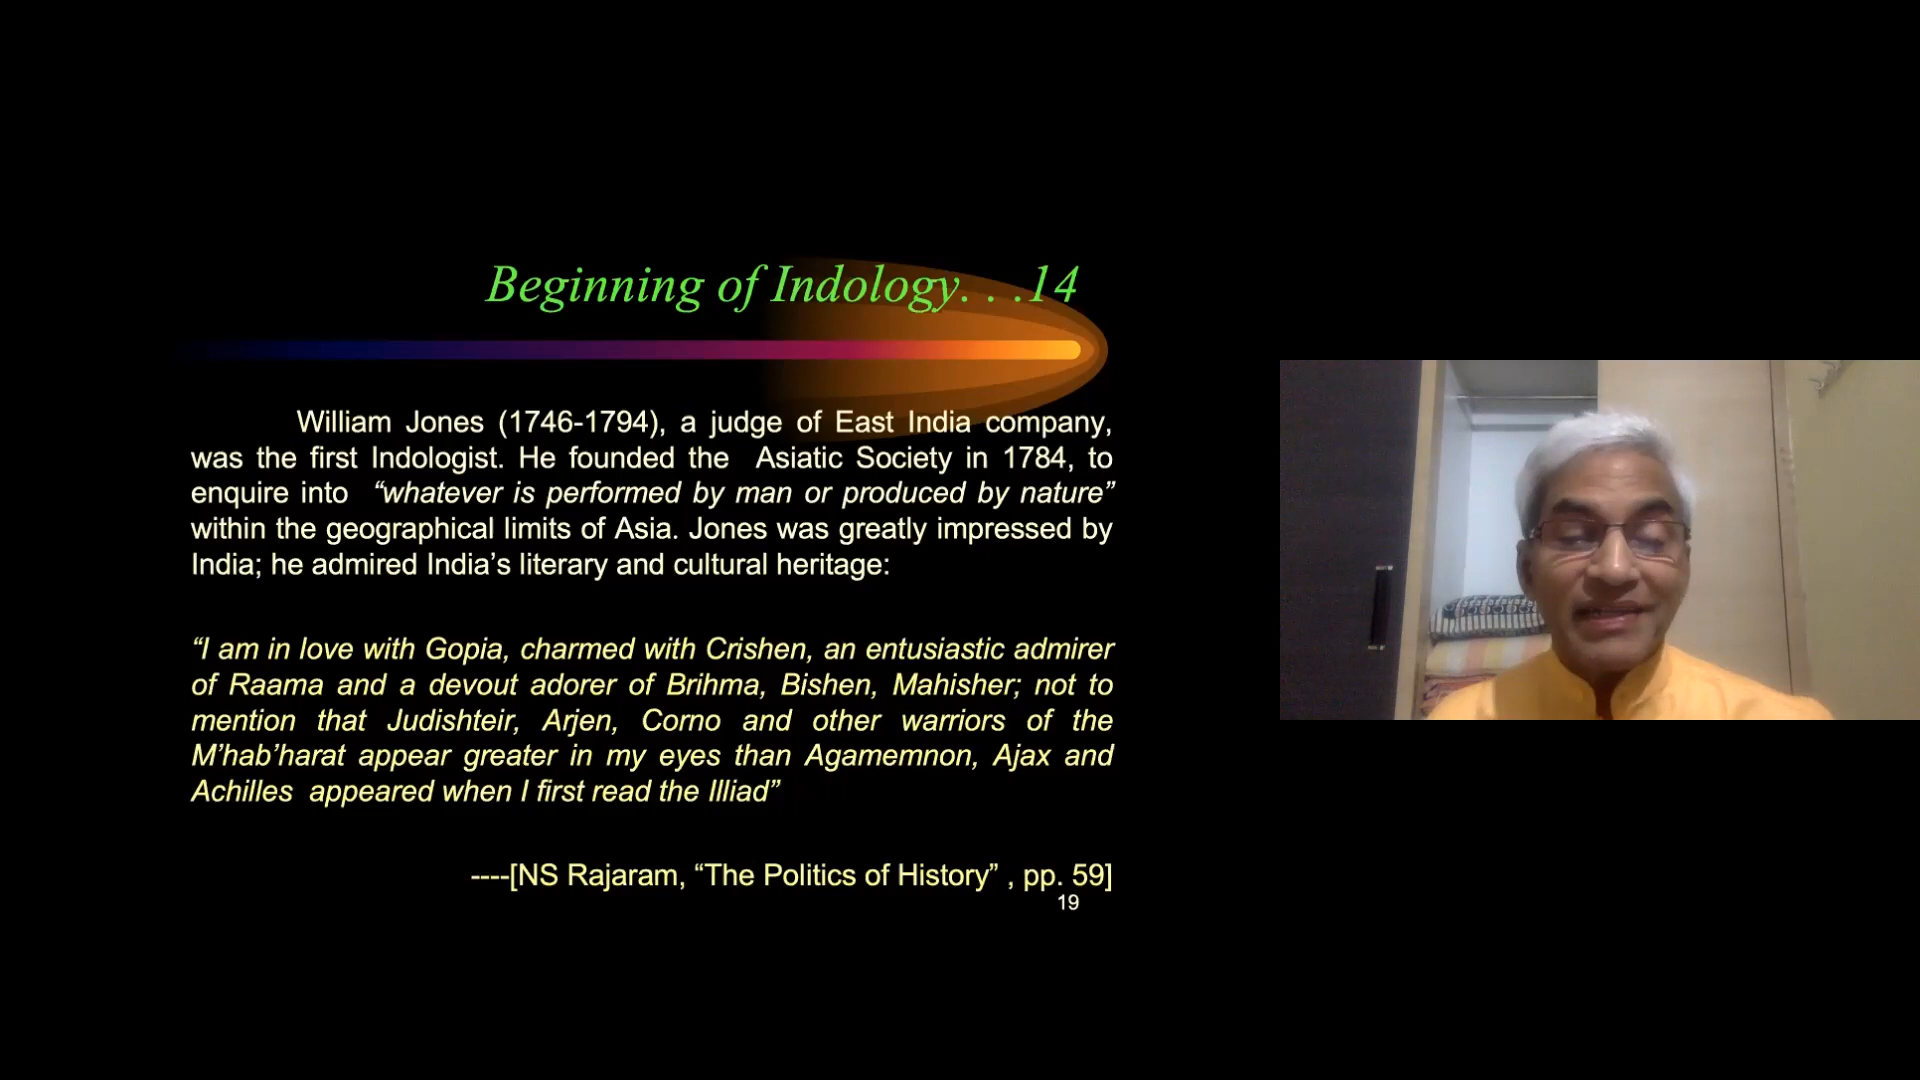 Beginning of Indology. . .14
William Jones (1746-1794), a judge of East India company,
was the first Indologist. He founded the Asiatic Society in 1784, to
enquire into “whatever is performed by man or produced by nature”
within the geographical limits of Asia. Jones was greatly impressed by
India; he admired India’s literary and cultural heritage:
“I am in love with Gopia, charmed with Crishen, an entusiastic admirer
of Raama and a devout adorer of Brihma, Bishen, Mahisher; not to
mention that Judishteir, Arjen, Corno and other warriors of the
M’hab’harat appear greater in my eyes than Agamemnon, Ajax and
Achilles appeared when I first read the Illiad”
----[NS Rajaram, “The Politics of History” , pp. 59]
19